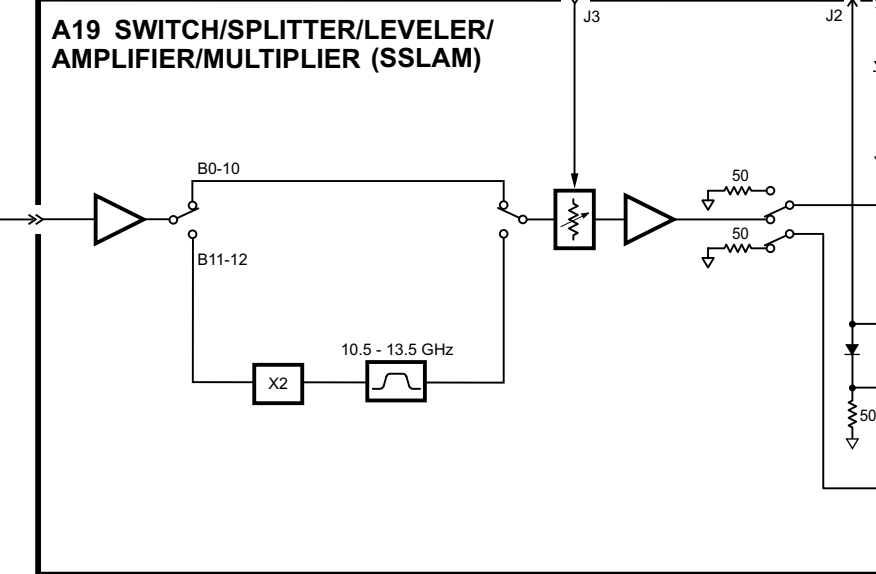 A19 SWITCH/SPLITTER/LEVELER/
AMPLIFIER/MULTIPLIER (SSLAM)
J3
J2
B0-10
50
B11-12
50
10.5 - 13.5 GHz
X2
50